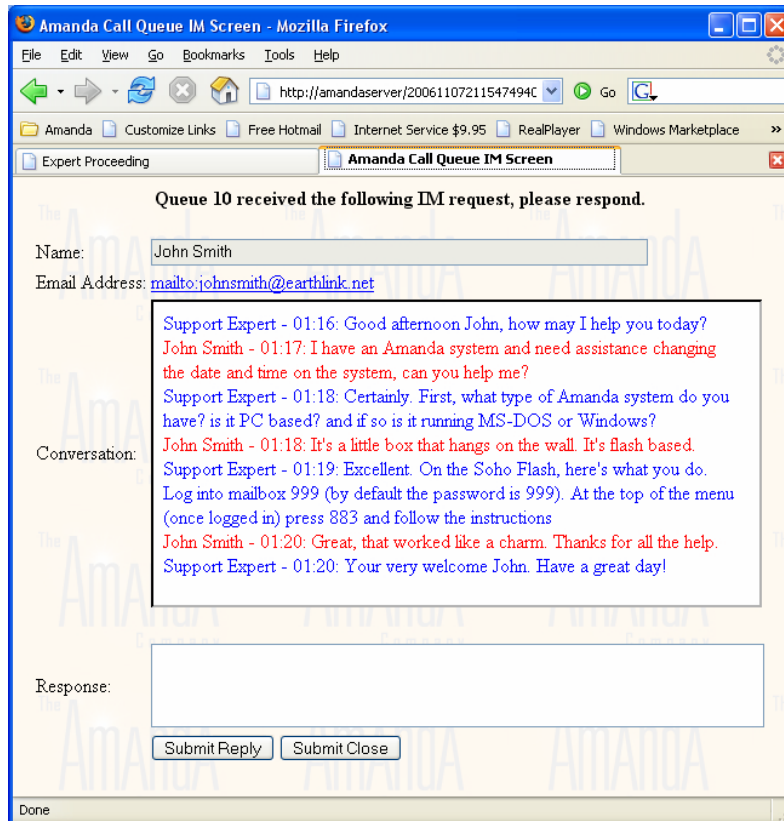 Amanda Call Queue IM Screen - Mozilla Firefox
File Edit View Go Bookmarks Tools Help
http://amandaserver/20061107211547494C Go G
Amanda Customize Links Free Hotmail Internet Service $9.95 RealPlayer Windows Marketplace »
Expert Proceeding Amanda Call Queue IM Screen
Queue 10 received the following IM request, please respond.
Name: John Smith
Email Address: mailto:johnsmith@earthlink.net
Conversation:
Support Expert - 01:16: Good afternoon John, how may I help you today?
John Smith - 01:17: I have an Amanda system and need assistance changing
the date and time on the system, can you help me?
Support Expert - 01:18: Certainly. First, what type of Amanda system do you
have? is it PC based? and if so is it running MS-DOS or Windows?
John Smith - 01:18: It's a little box that hangs on the wall. It's flash based.
Support Expert - 01:19: Excellent. On the Soho Flash, here's what you do.
Log into mailbox 999 (by default the password is 999). At the top of the menu
(once logged in) press 883 and follow the instructions
John Smith - 01:20: Great, that worked like a charm. Thanks for all the help.
Support Expert - 01:20: Your very welcome John. Have a great day!
Response:
Submit Reply Submit Close
The AMANDA Company
Done